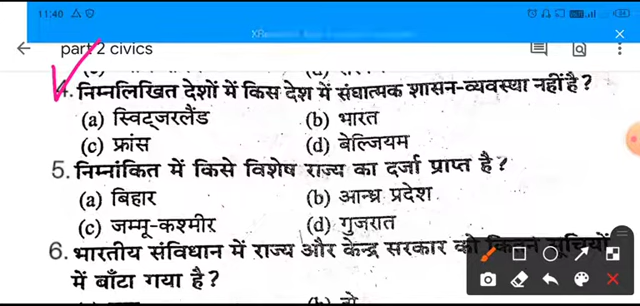 11:40
part 2 civics
4. निम्नलिखित देशों में किस देश में संघात्मक शासन-व्यवस्था नहीं है ?
(a) स्विट्जरलैंड (b) भारत
(c) फ्रांस (d) बेल्जियम
5. निम्नांकित में किसे विशेष राज्य का दर्जा प्राप्त है ?
(a) बिहार (b) आन्ध्र प्रदेश
(c) जम्मू-कश्मीर (d) गुजरात
6. भारतीय संविधान में राज्य और केन्द्र सरकार को कितने सूचियों
में बाँटा गया है ?